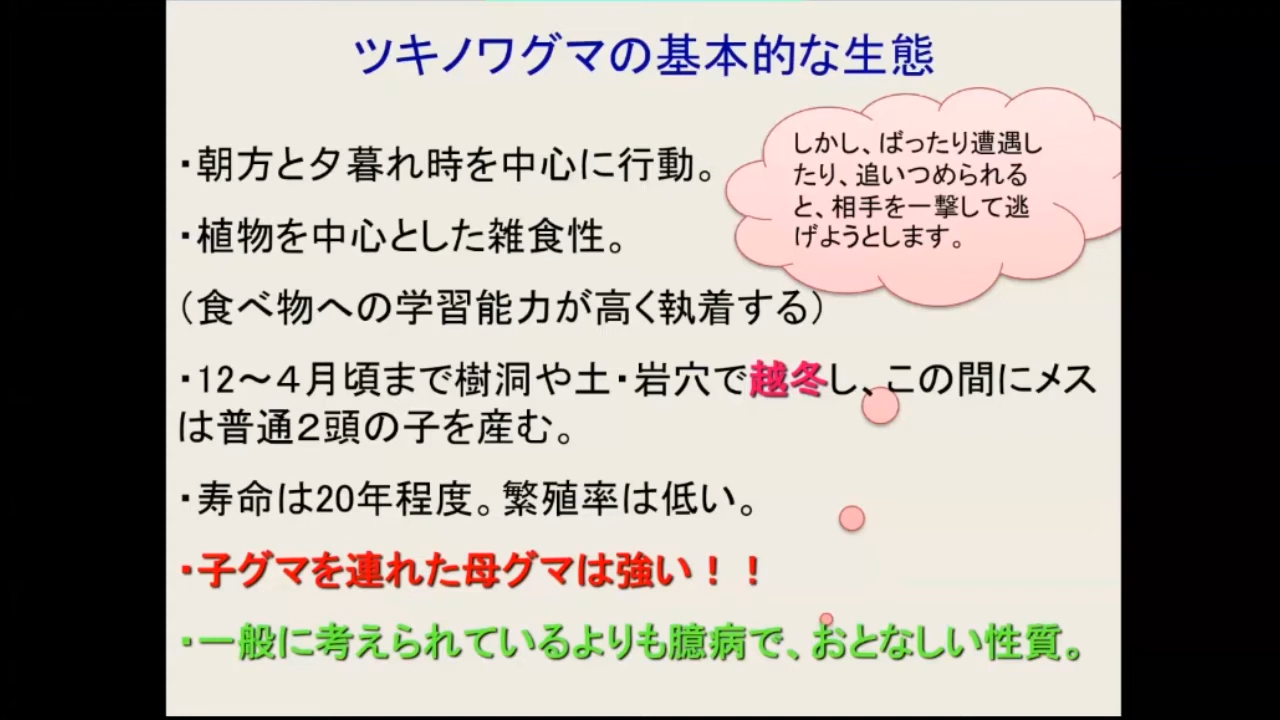 ツキノワグマの基本的な生態
しかし、ばったり遭遇し
たり、追いつめられる
と、相手を一撃して逃
げようとします。
・朝方と夕暮れ時を中心に行動。
・植物を中心とした雑食性。
（食べ物への学習能力が高く執着する）
・12～４月頃まで樹洞や土・岩穴で越冬し、この間にメス
は普通２頭の子を産む。
・寿命は20年程度。繁殖率は低い。
・子グマを連れた母グマは強い！！
・一般に考えられているよりも臆病で、おとなしい性質。